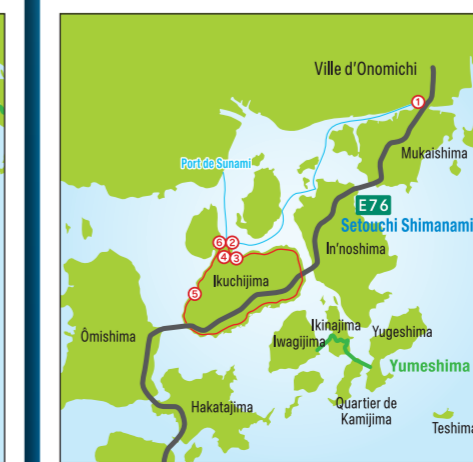 Ville d'Onomichi
1
Mukaishima
Port de Sunami
E76
Setouchi Shimanami
6 2
4 3
In'noshima
Ikuchijima
5
Ômishima
Ikinajima
Iwagijima
Yugeshima
Yumeshima
Hakatajima
Quartier de
Kamijima
Teshima